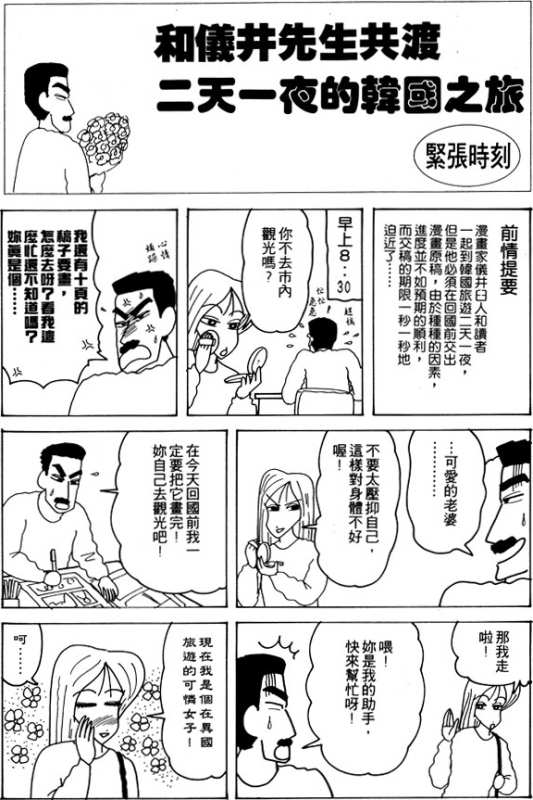 和儀井先生共渡
二天一夜的韓國之旅
緊張時刻
前情提要
漫畫家儀井臼人和讀者
一起到韓國旅遊二天一夜，
但是他必須在回國前交出
漫畫原稿，由於種種的因素，
進度並不如預期的順利，
而交稿的期限一秒一秒地
迫近了……
早上8：30
你不去市內
觀光嗎？
忙忙
急急
心情
我還有十頁的
稿子要畫，
怎麼去呀？看我這
麼忙還不知道嗎？
妳真是個……
…可愛的老婆
………
不要太壓抑自己，
這樣對身體不好
喔！
在今天回國前我一
定要把它畫完！
妳自己去觀光吧！
那我走
啦！
喂！
妳是我的助手，
快來幫忙呀！
現在我是個在異國
旅遊的可憐女子！
呵……